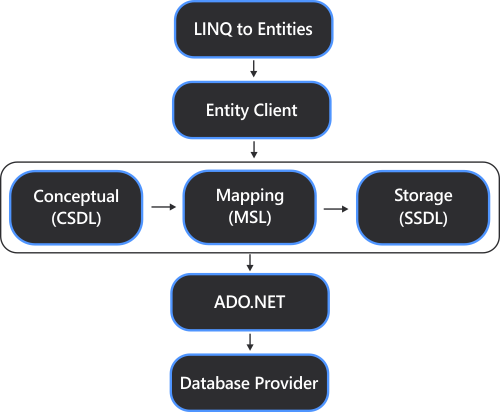 LINQ to Entities
Entity Client
Conceptual
(CSDL)
Mapping
(MSL)
Storage
(SSDL)
ADO.NET
Database Provider